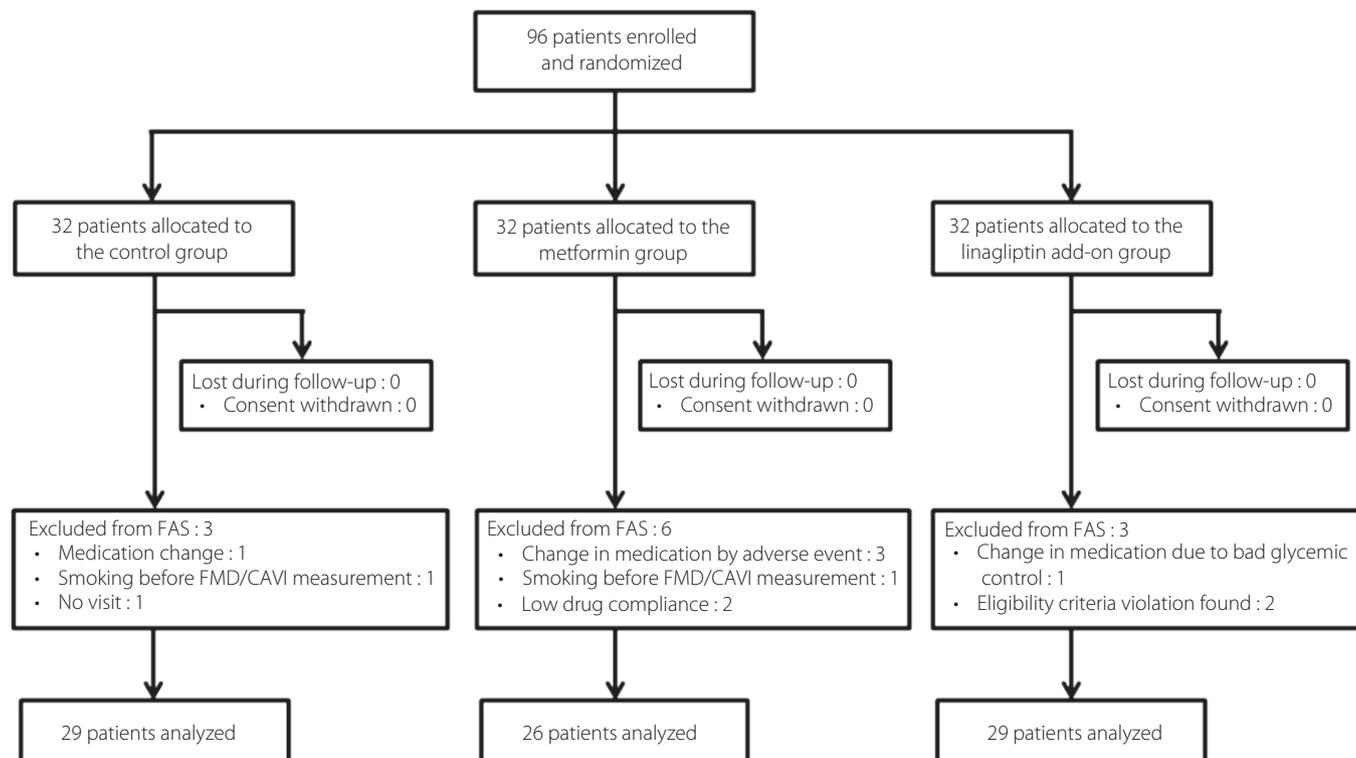 96 patients enrolled
and randomized
32 patients allocated to
the control group
32 patients allocated to the
metformin group
32 patients allocated to the
linagliptin add-on group
Lost during follow-up : 0
• Consent withdrawn : 0
Lost during follow-up : 0
• Consent withdrawn : 0
Lost during follow-up : 0
• Consent withdrawn : 0
Excluded from FAS : 3
• Medication change : 1
• Smoking before FMD/CAVI measurement : 1
• No visit : 1
Excluded from FAS : 6
• Change in medication by adverse event : 3
• Smoking before FMD/CAVI measurement : 1
• Low drug compliance : 2
Excluded from FAS : 3
• Change in medication due to bad glycemic
control : 1
• Eligibility criteria violation found : 2
29 patients analyzed
26 patients analyzed
29 patients analyzed